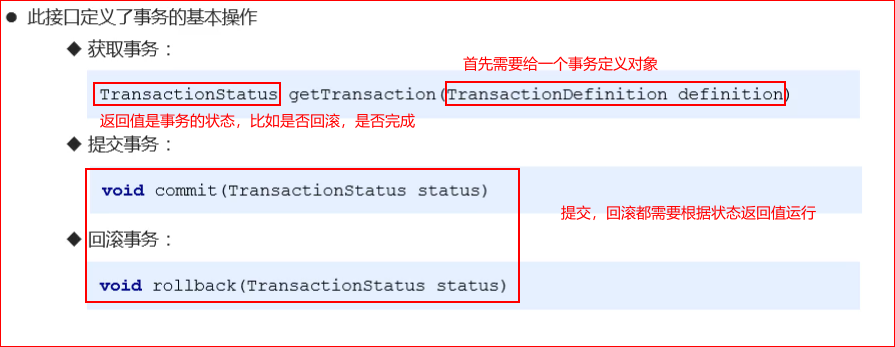 ● 此接口定义了事务的基本操作
◆ 获取事务：
首先需要给一个事务定义对象
TransactionStatus getTransaction(TransactionDefinition definition)
返回值是事务的状态，比如是否回滚，是否完成
◆ 提交事务：
void commit(TransactionStatus status)
提交，回滚都需要根据状态返回值运行
◆ 回滚事务：
void rollback(TransactionStatus status)